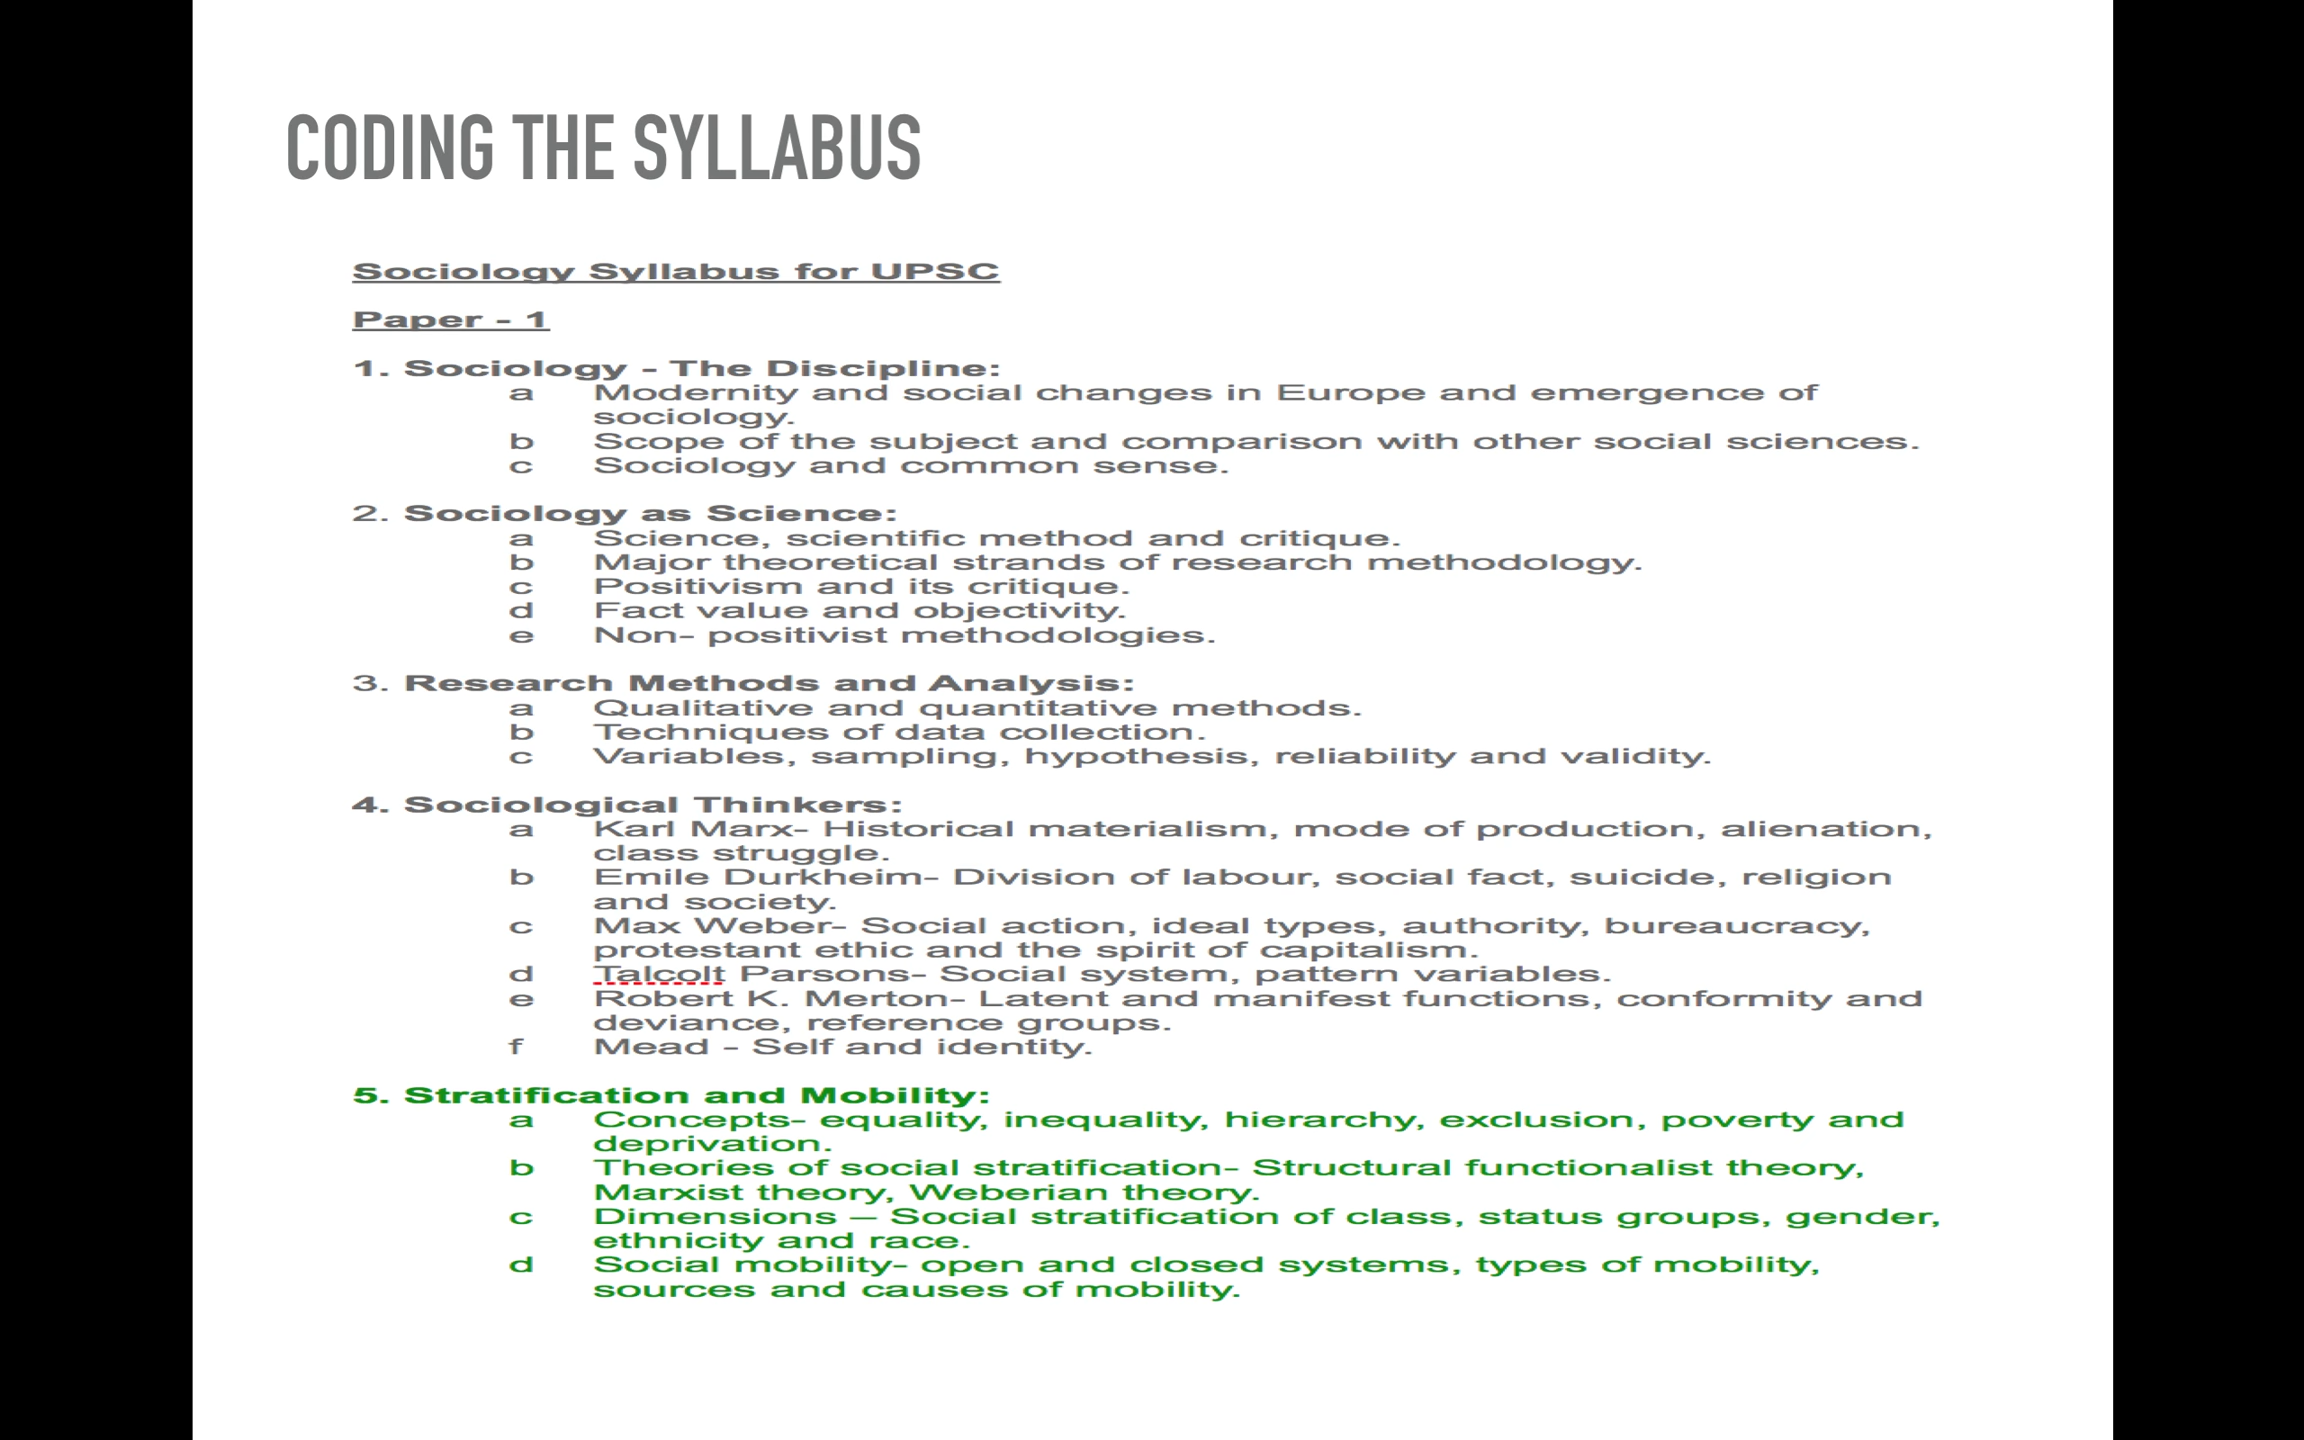 CODING THE SYLLABUS
Sociology Syllabus for UPSC
Paper - 1
1. Sociology - The Discipline:
a Modernity and social changes in Europe and emergence of
sociology.
b Scope of the subject and comparison with other social sciences.
c Sociology and common sense.
2. Sociology as Science:
a Science, scientific method and critique.
b Major theoretical strands of research methodology.
c Positivism and its critique.
d Fact value and objectivity.
e Non- positivist methodologies.
3. Research Methods and Analysis:
a Qualitative and quantitative methods.
b Techniques of data collection.
c Variables, sampling, hypothesis, reliability and validity.
4. Sociological Thinkers:
a Karl Marx- Historical materialism, mode of production, alienation,
class struggle.
b Emile Durkheim- Division of labour, social fact, suicide, religion
and society.
c Max Weber- Social action, ideal types, authority, bureaucracy,
protestant ethic and the spirit of capitalism.
d Talcolt Parsons- Social system, pattern variables.
e Robert K. Merton- Latent and manifest functions, conformity and
deviance, reference groups.
f Mead - Self and identity.
5. Stratification and Mobility:
a Concepts- equality, inequality, hierarchy, exclusion, poverty and
deprivation.
b Theories of social stratification- Structural functionalist theory,
Marxist theory, Weberian theory.
c Dimensions – Social stratification of class, status groups, gender,
ethnicity and race.
d Social mobility- open and closed systems, types of mobility,
sources and causes of mobility.